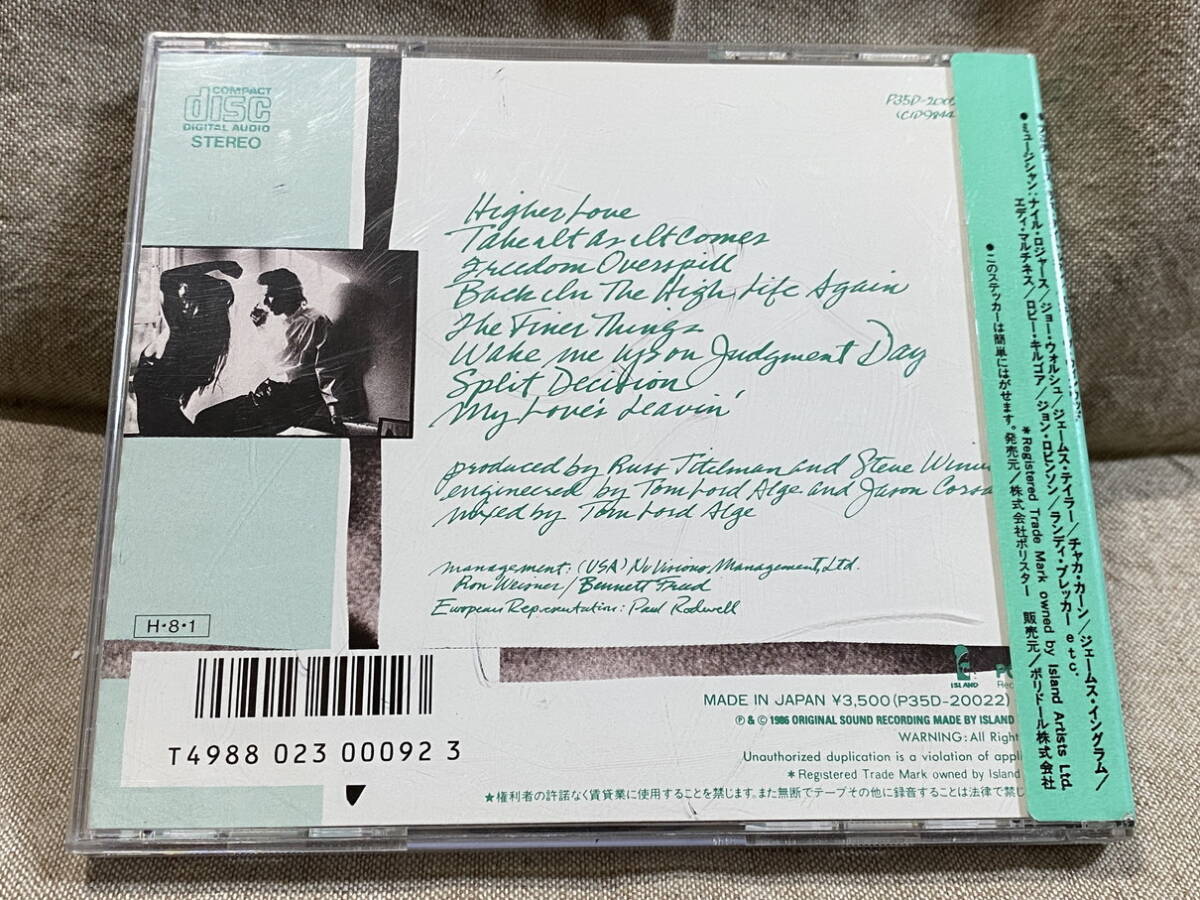 COMPACT
disc
DIGITAL AUDIO
STEREO
P35D-2002
(CID9844
Higher Love
Take It As It Comes
Freedom Overspill
Back In The High Life Again
The Finer Things
Wake me up on Judgment Day
Split Decision
My Love's Leavin'
produced by Russ Titelman and Steve Winw
engineered by Tom Lord Alge and Jason Corsa
mixed by Tom Lord Alge
management: (USA) Nu Visions Management, Ltd.
Ron Weisner/Bennett Freed
European Representation: Paul Rodwell
H・8・1
T4988 023 00092 3
ISLAND
MADE IN JAPAN ¥3,500(P35D-20022)
℗ & © 1986 ORIGINAL SOUND RECORDING MADE BY ISLAND
WARNING: All Right
Unauthorized duplication is a violation of appli
*Registered Trade Mark owned by Island
★権利者の許諾なく賃貸業に使用することを禁じます。また無断でテープその他に録音することは法律で禁じ
●ミュージシャン:ナイル・ロジャース/ジョー・ウォルシュ/ジェームス・テイラー/チャカ・カーン/ジェームス・イングラム/
エディ・マルチネス/ロビー・キルゴア/ジョン・ロビンソン/ランディ・ブレッカー etc.
*Registered Trade Mark owned by Island Artists Ltd.
●このステッカーは簡単にはがせます。発売元/株式会社ポリスター 販売元/ポリドール株式会社